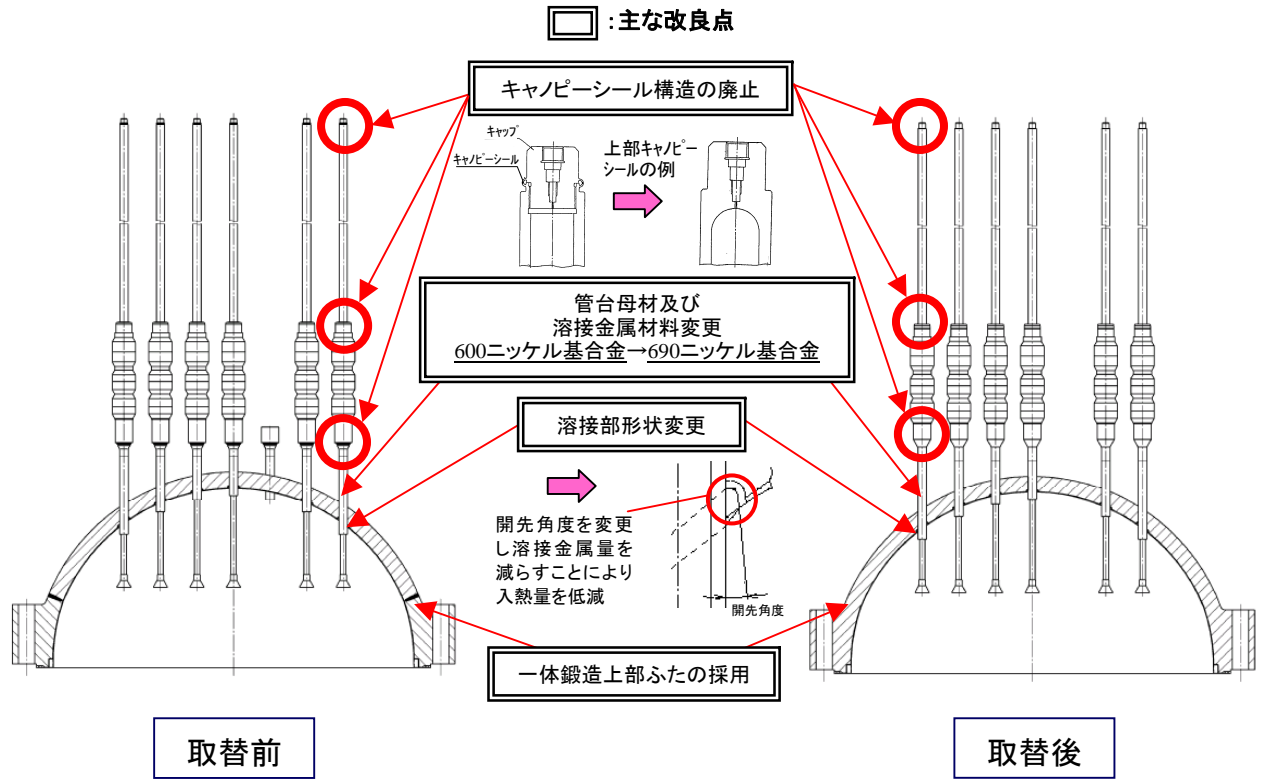 ：主な改良点
キャノピーシール構造の廃止
キャップ
キャノピーシール
上部キャノピー
シールの例
管台母材及び
溶接金属材料変更
600ニッケル基合金→690ニッケル基合金
溶接部形状変更
開先角度を変更
し溶接金属量を
減らすことにより
入熱量を低減
開先角度
一体鍛造上部ふたの採用
取替前
取替後